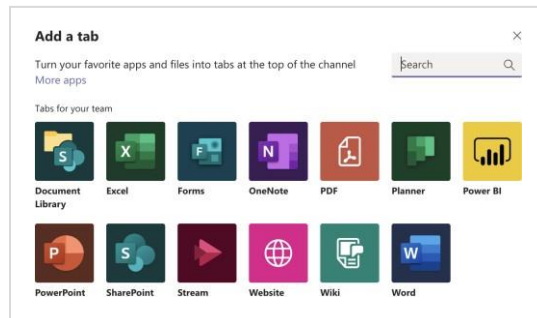 Add a tab
Turn your favorite apps and files into tabs at the top of the channel
Search
More apps
Tabs for your team
S
X
F
N
Document Library
Excel
Forms
OneNote
PDF
Planner
Power BI
P
S
W
PowerPoint
SharePoint
Stream
Website
Wiki
Word